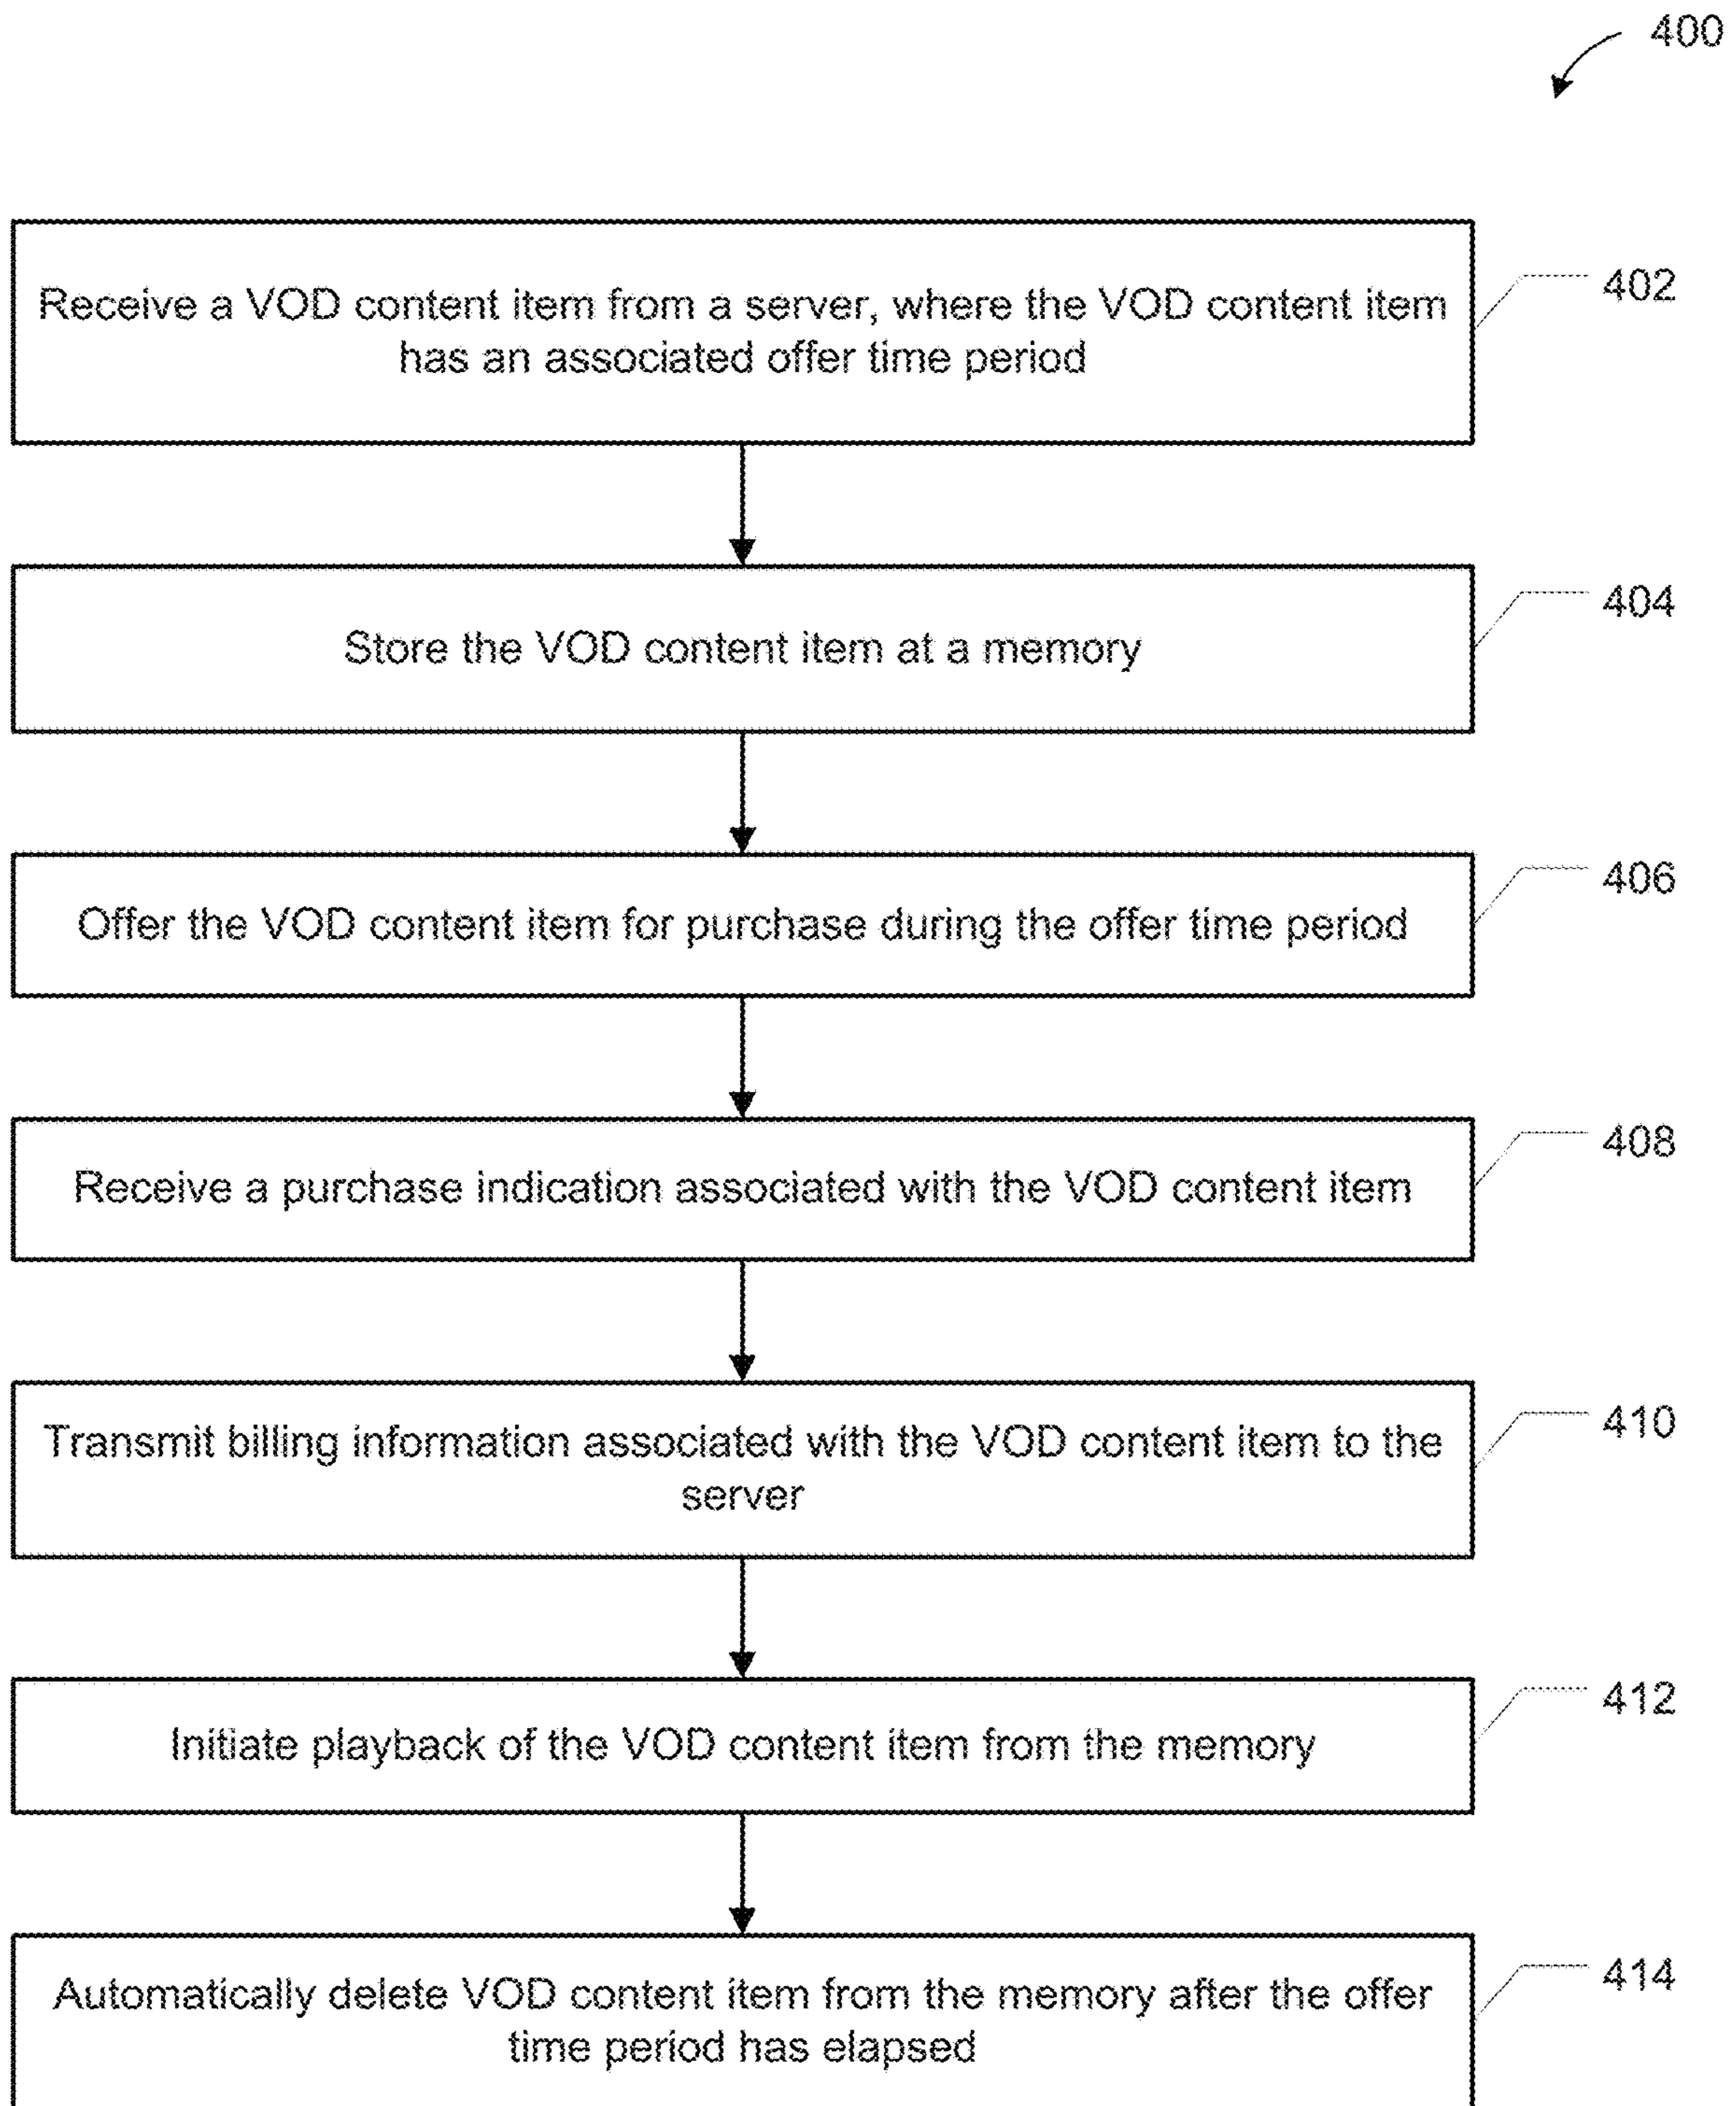 400
Receive a VOD content item from a server, where the VOD content item
has an associated offer time period
402
Store the VOD content item at a memory
404
Offer the VOD content item for purchase during the offer time period
406
Receive a purchase indication associated with the VOD content item
408
Transmit billing information associated with the VOD content item to the
server
410
Initiate playback of the VOD content item from the memory
412
Automatically delete VOD content item from the memory after the offer
time period has elapsed
414